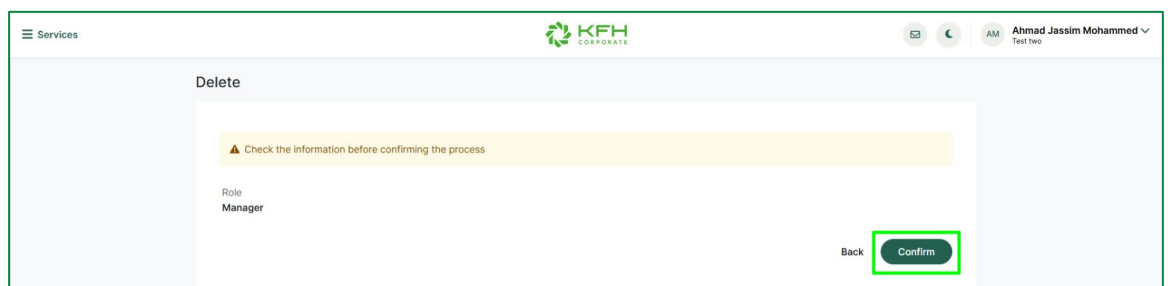 Services
KFH
CORPORATE
AM
Ahmad Jassim Mohammed
Test two
Delete
Check the information before confirming the process
Role
Manager
Back
Confirm